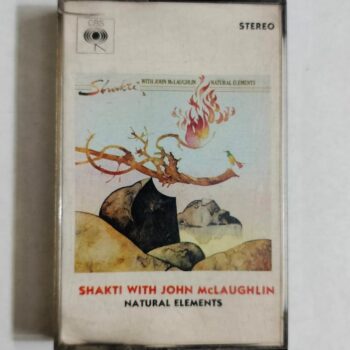 CBS
STEREO
Shakti WITH JOHN McLAUGHLIN NATURAL ELEMENTS
SHAKTI WITH JOHN McLAUGHLIN
NATURAL ELEMENTS